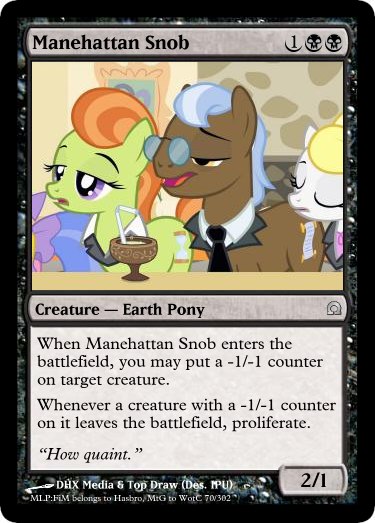 Manehattan Snob 1
Creature — Earth Pony
When Manehattan Snob enters the
battlefield, you may put a -1/-1 counter
on target creature.
Whenever a creature with a -1/-1 counter
on it leaves the battlefield, proliferate.
"How quaint."
DHX Media & Top Draw (Des. IPU)
MLP:FiM belongs to Hasbro, MtG to WotC 70/302
2/1